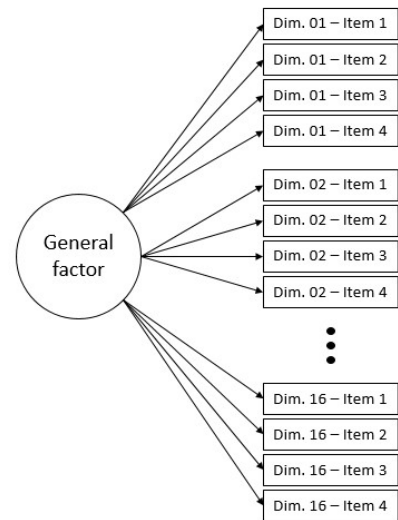 Dim. 01 – Item 1
Dim. 01 – Item 2
Dim. 01 – Item 3
Dim. 01 – Item 4
Dim. 02 – Item 1
Dim. 02 – Item 2
Dim. 02 – Item 3
Dim. 02 – Item 4
General
factor
Dim. 16 – Item 1
Dim. 16 – Item 2
Dim. 16 – Item 3
Dim. 16 – Item 4